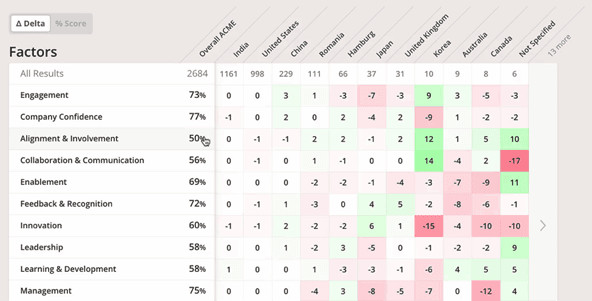 Δ Delta % Score
Factors
Overall ACME India United States China Romania Hamburg Japan United Kingdom Korea Australia Canada Not Specified 13 more
All Results 2684 1161 998 229 111 66 37 31 10 9 8 6
Engagement 73% 0 0 3 1 -3 -7 -3 9 3 -5 -3
Company Confidence 77% -1 0 2 0 2 -4 2 -9 1 -2 -2
Alignment & Involvement 50% 0 -1 -1 2 2 -1 0 12 1 5 10
Collaboration & Communication 56% 0 -1 0 1 -1 0 0 14 -4 2 -17
Enablement 69% 0 0 0 -2 -2 -1 -4 -3 -7 -9 11
Feedback & Recognition 72% 0 -1 1 -3 0 4 5 -2 -8 -6 -1
Innovation 60% -1 -1 2 -2 -2 6 1 -15 -4 -10 -10
Leadership 58% 0 0 1 -2 3 -5 0 -1 -2 -2 9
Learning & Development 58% 1 0 0 1 -3 -3 -1 -6 4 5 5
Management 75% 0 0 0 -4 3 -8 -5 -7 0 -12 4